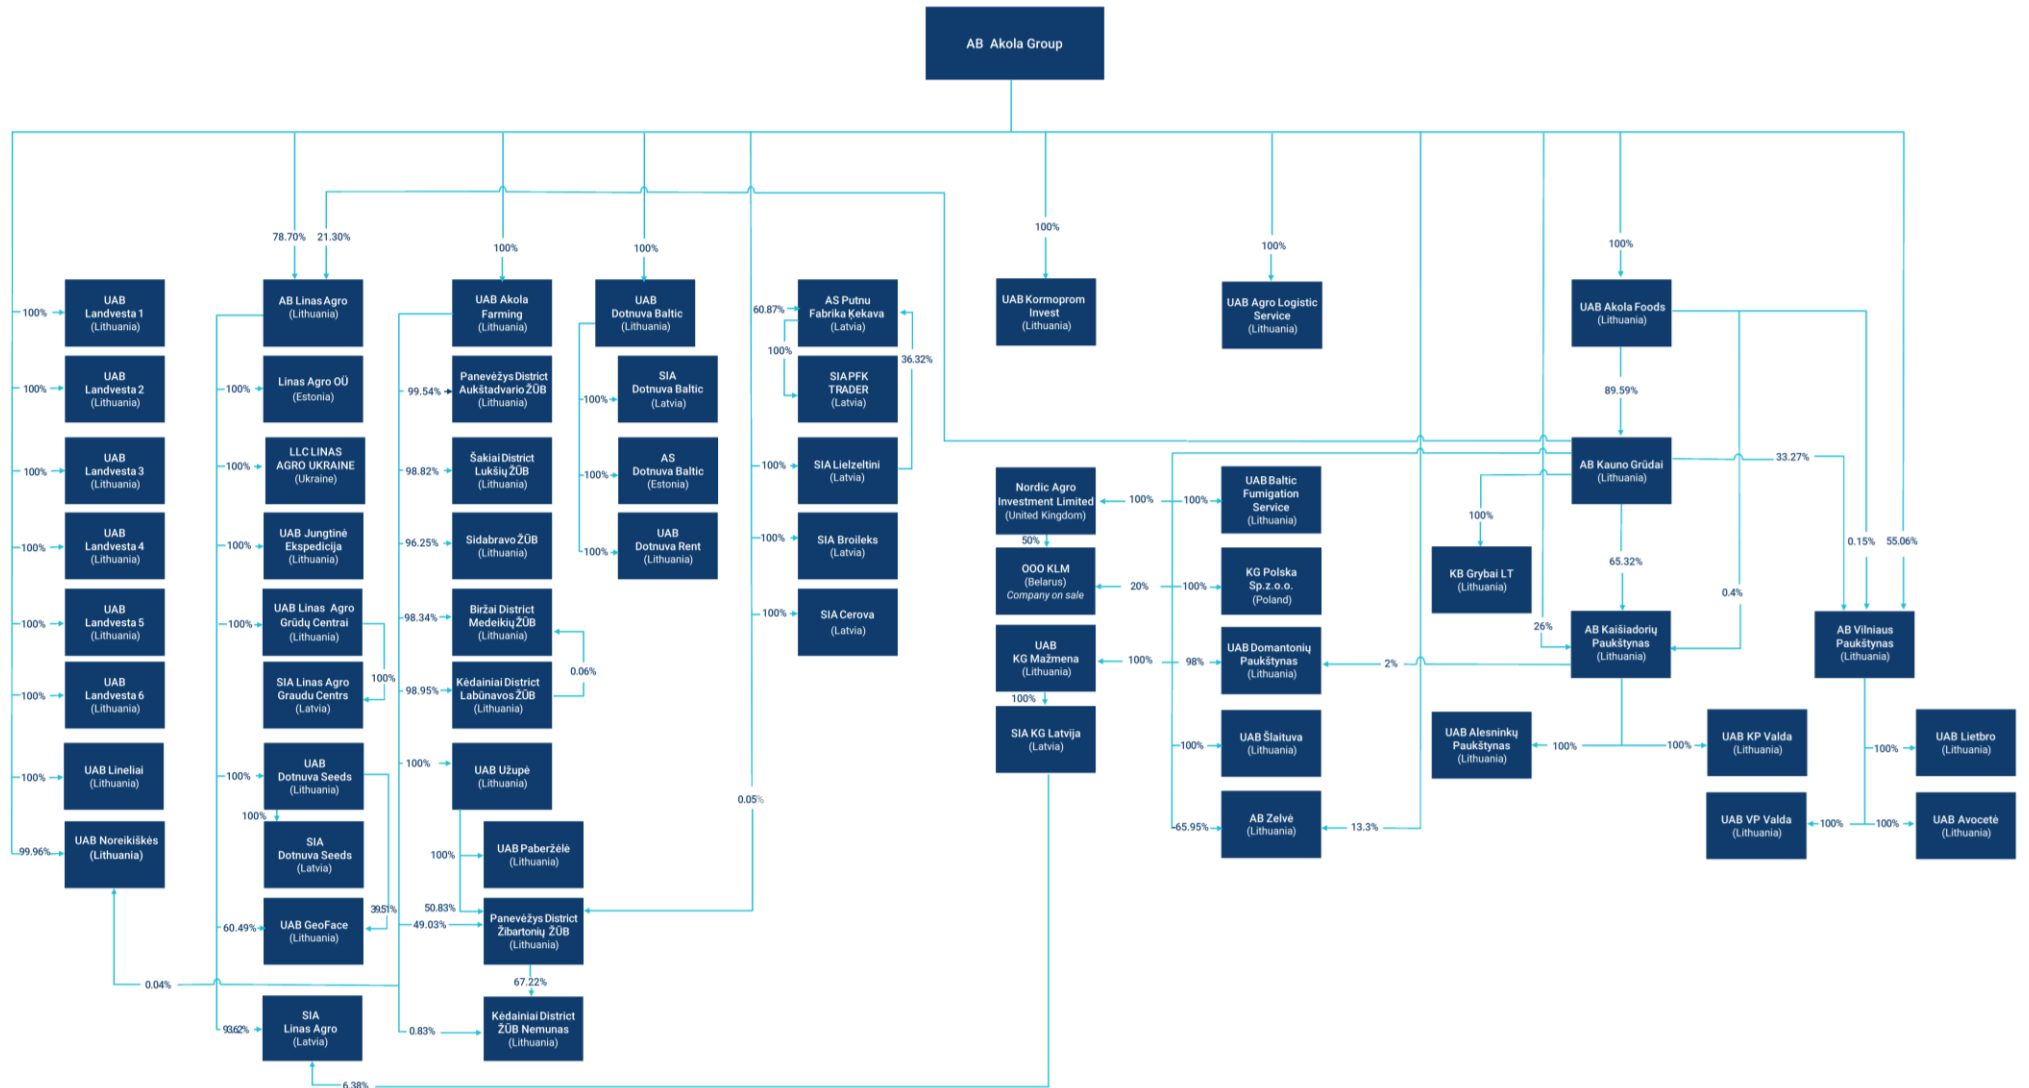 AB Akola Group
78.70%
21.30%
100%
100%
100%
100%
100%
UAB
Landvesta 1
(Lithuania)
100%
UAB
Landvesta 2
(Lithuania)
100%
UAB
Landvesta 3
(Lithuania)
100%
UAB
Landvesta 4
(Lithuania)
100%
UAB
Landvesta 5
(Lithuania)
100%
UAB
Landvesta 6
(Lithuania)
100%
UAB Lineliai
(Lithuania)
100%
UAB Noreikiškės
(Lithuania)
99.96%
0.04%
AB Linas Agro
(Lithuania)
Linas Agro OÜ
(Estonia)
100%
LLC LINAS
AGRO UKRAINE
(Ukraine)
100%
UAB Jungtinė
Ekspedicija
(Lithuania)
100%
UAB Linas Agro
Grūdų Centrai
(Lithuania)
100%
100%
SIA Linas Agro
Graudu Centrs
(Latvia)
UAB
Dotnuva Seeds
(Lithuania)
100%
100%
SIA
Dotnuva Seeds
(Latvia)
39.51%
UAB GeoFace
(Lithuania)
60.49%
SIA
Linas Agro
(Latvia)
93.62%
6.38%
UAB Akola
Farming
(Lithuania)
Panevėžys District
Aukštadvario ŽŪB
(Lithuania)
99.54%
Šakiai District
Lukšių ŽŪB
(Lithuania)
98.82%
Sidabravo ŽŪB
(Lithuania)
96.25%
Biržai District
Medeikių ŽŪB
(Lithuania)
98.34%
0.06%
Kėdainiai District
Labūnavos ŽŪB
(Lithuania)
98.95%
UAB Užupė
(Lithuania)
100%
UAB Paberžėlė
(Lithuania)
100%
50.83%
49.03%
Panevėžys District
Žibartonių ŽŪB
(Lithuania)
67.22%
Kėdainiai District
ŽŪB Nemunas
(Lithuania)
0.83%
UAB
Dotnuva Baltic
(Lithuania)
SIA
Dotnuva Baltic
(Latvia)
100%
AS
Dotnuva Baltic
(Estonia)
100%
UAB
Dotnuva Rent
(Lithuania)
100%
AS Putnu
Fabrika Ķekava
(Latvia)
60.87%
100%
36.32%
SIA PFK
TRADER
(Latvia)
SIA Lielzeltini
(Latvia)
100%
SIA Broileks
(Latvia)
100%
SIA Cerova
(Latvia)
100%
0.05%
UAB Kormoprom
Invest
(Lithuania)
UAB Agro Logistic
Service
(Lithuania)
Nordic Agro
Investment Limited
(United Kingdom)
100%
100%
UAB Baltic
Fumigation
Service
(Lithuania)
50%
OOO KLM
(Belarus)
Company on sale
20%
100%
KG Polska
Sp.z.o.o.
(Poland)
UAB
KG Mažmena
(Lithuania)
100%
98%
UAB Domantonių
Paukštynas
(Lithuania)
2%
100%
SIA KG Latvija
(Latvia)
100%
UAB Šlaituva
(Lithuania)
65.95%
AB Zelvė
(Lithuania)
13.3%
UAB Akola Foods
(Lithuania)
89.59%
AB Kauno Grūdai
(Lithuania)
33.27%
100%
65.32%
0.15%
55.06%
KB Grybai LT
(Lithuania)
0.4%
26%
AB Kaišiadorių
Paukštynas
(Lithuania)
AB Vilniaus
Paukštynas
(Lithuania)
UAB Alesninkų
Paukštynas
(Lithuania)
100%
100%
UAB KP Valda
(Lithuania)
100%
UAB Lietbro
(Lithuania)
UAB VP Valda
(Lithuania)
100%
100%
UAB Avocetė
(Lithuania)